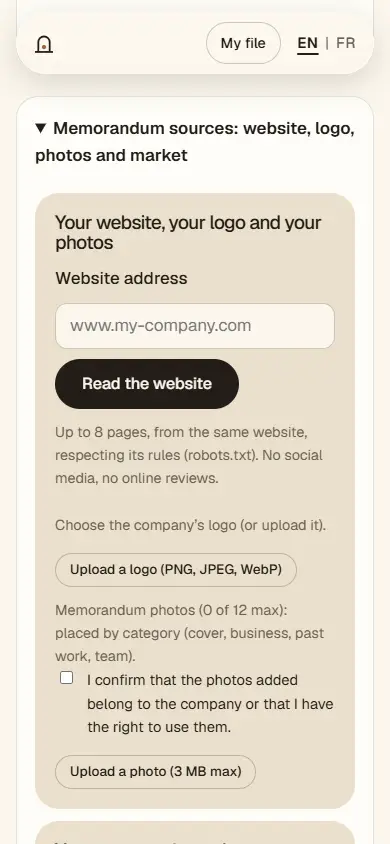 My file
EN | FR
▼ Memorandum sources: website, logo,
photos and market
Your website, your logo and your
photos
Website address
www.my-company.com
Read the website
Up to 8 pages, from the same website,
respecting its rules (robots.txt). No social
media, no online reviews.
Choose the company’s logo (or upload it).
Upload a logo (PNG, JPEG, WebP)
Memorandum photos (0 of 12 max):
placed by category (cover, business, past
work, team).
I confirm that the photos added
belong to the company or that I have
the right to use them.
Upload a photo (3 MB max)